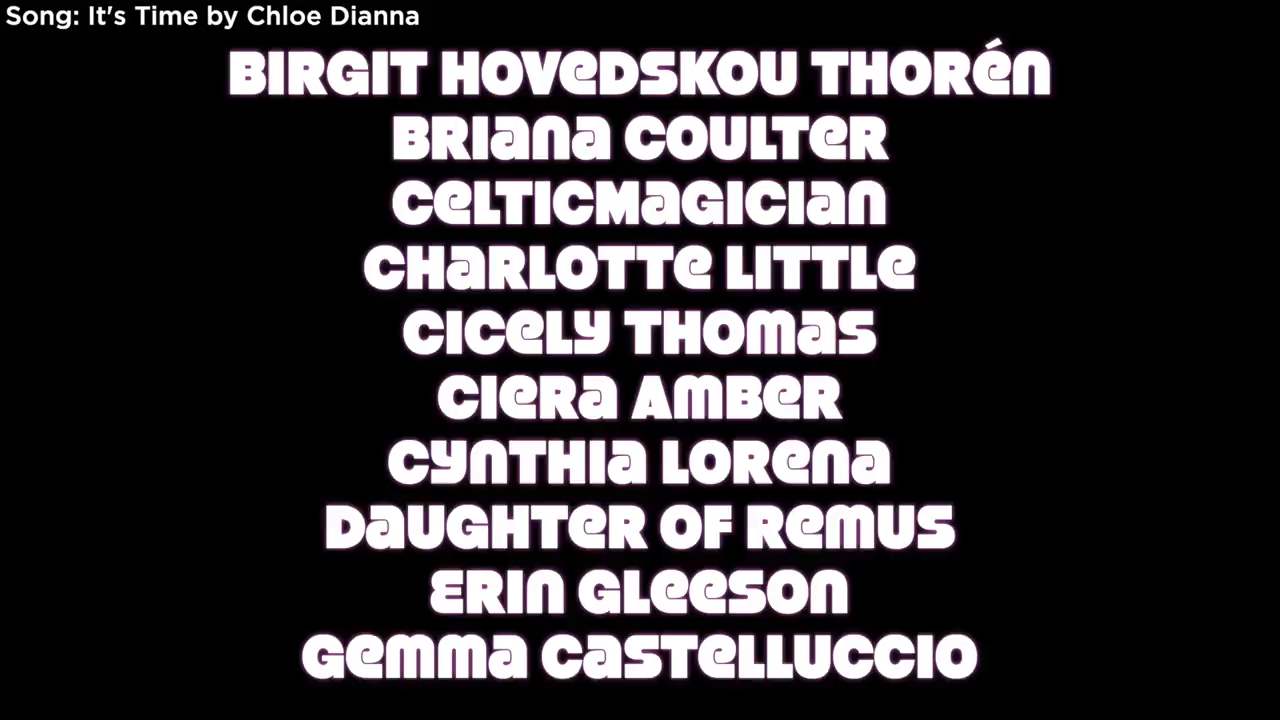 Song: It's Time by Chloe Dianna
BIRGIT HOVEDSKOU THORÉN
BRIANA COULTER
CELTICMAGICIAN
CHARLOTTE LITTLE
CICELY THOMAS
CIERA AMBER
CYNTHIA LORENA
DAUGHTER OF REMUS
ERIN GLEESON
GEMMA CASTELLUCCIO